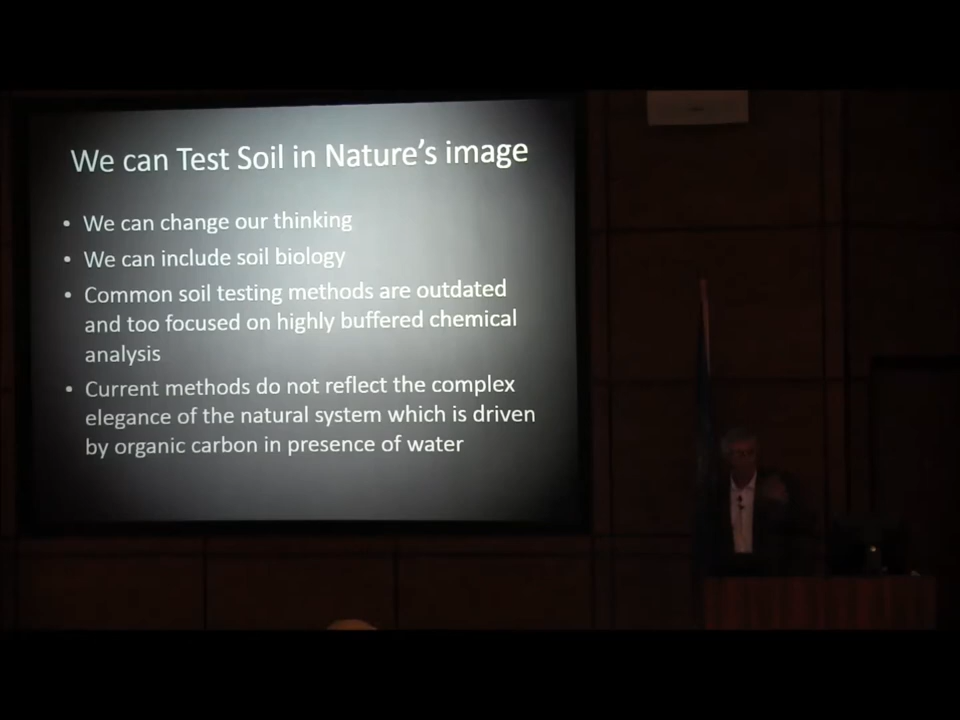 We can Test Soil in Nature's image
• We can change our thinking
• We can include soil biology
• Common soil testing methods are outdated
and too focused on highly buffered chemical
analysis
• Current methods do not reflect the complex
elegance of the natural system which is driven
by organic carbon in presence of water